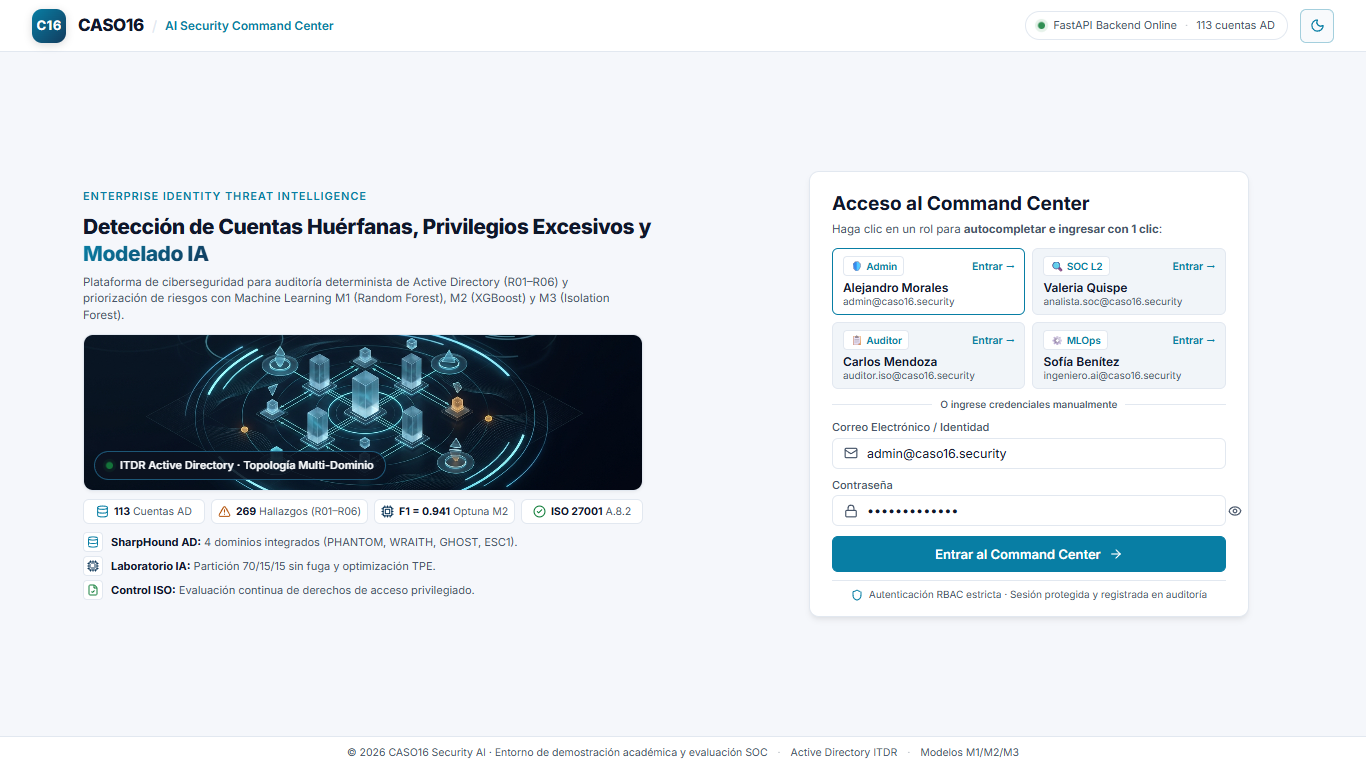 C16 CASO16 / AI Security Command Center
FastAPI Backend Online · 113 cuentas AD
ENTERPRISE IDENTITY THREAT INTELLIGENCE
Detección de Cuentas Huérfanas, Privilegios Excesivos y
Modelado IA
Plataforma de ciberseguridad para auditoría determinista de Active Directory (R01–R06) y
priorización de riesgos con Machine Learning M1 (Random Forest), M2 (XGBoost) y M3 (Isolation
Forest).
ITDR Active Directory · Topología Multi-Dominio
113 Cuentas AD
269 Hallazgos (R01–R06)
F1 = 0.941 Optuna M2
ISO 27001 A.8.2
SharpHound AD: 4 dominios integrados (PHANTOM, WRAITH, GHOST, ESC1).
Laboratorio IA: Partición 70/15/15 sin fuga y optimización TPE.
Control ISO: Evaluación continua de derechos de acceso privilegiado.
Acceso al Command Center
Haga clic en un rol para autocompletar e ingresar con 1 clic:
Admin Entrar →
Alejandro Morales
admin@caso16.security
SOC L2 Entrar →
Valeria Quispe
analista.soc@caso16.security
Auditor Entrar →
Carlos Mendoza
auditor.iso@caso16.security
MLOps Entrar →
Sofía Benítez
ingeniero.ai@caso16.security
O ingrese credenciales manualmente
Correo Electrónico / Identidad
admin@caso16.security
Contraseña
•••••••••••••
Entrar al Command Center →
Autenticación RBAC estricta · Sesión protegida y registrada en auditoría
© 2026 CASO16 Security AI · Entorno de demostración académica y evaluación SOC · Active Directory ITDR · Modelos M1/M2/M3